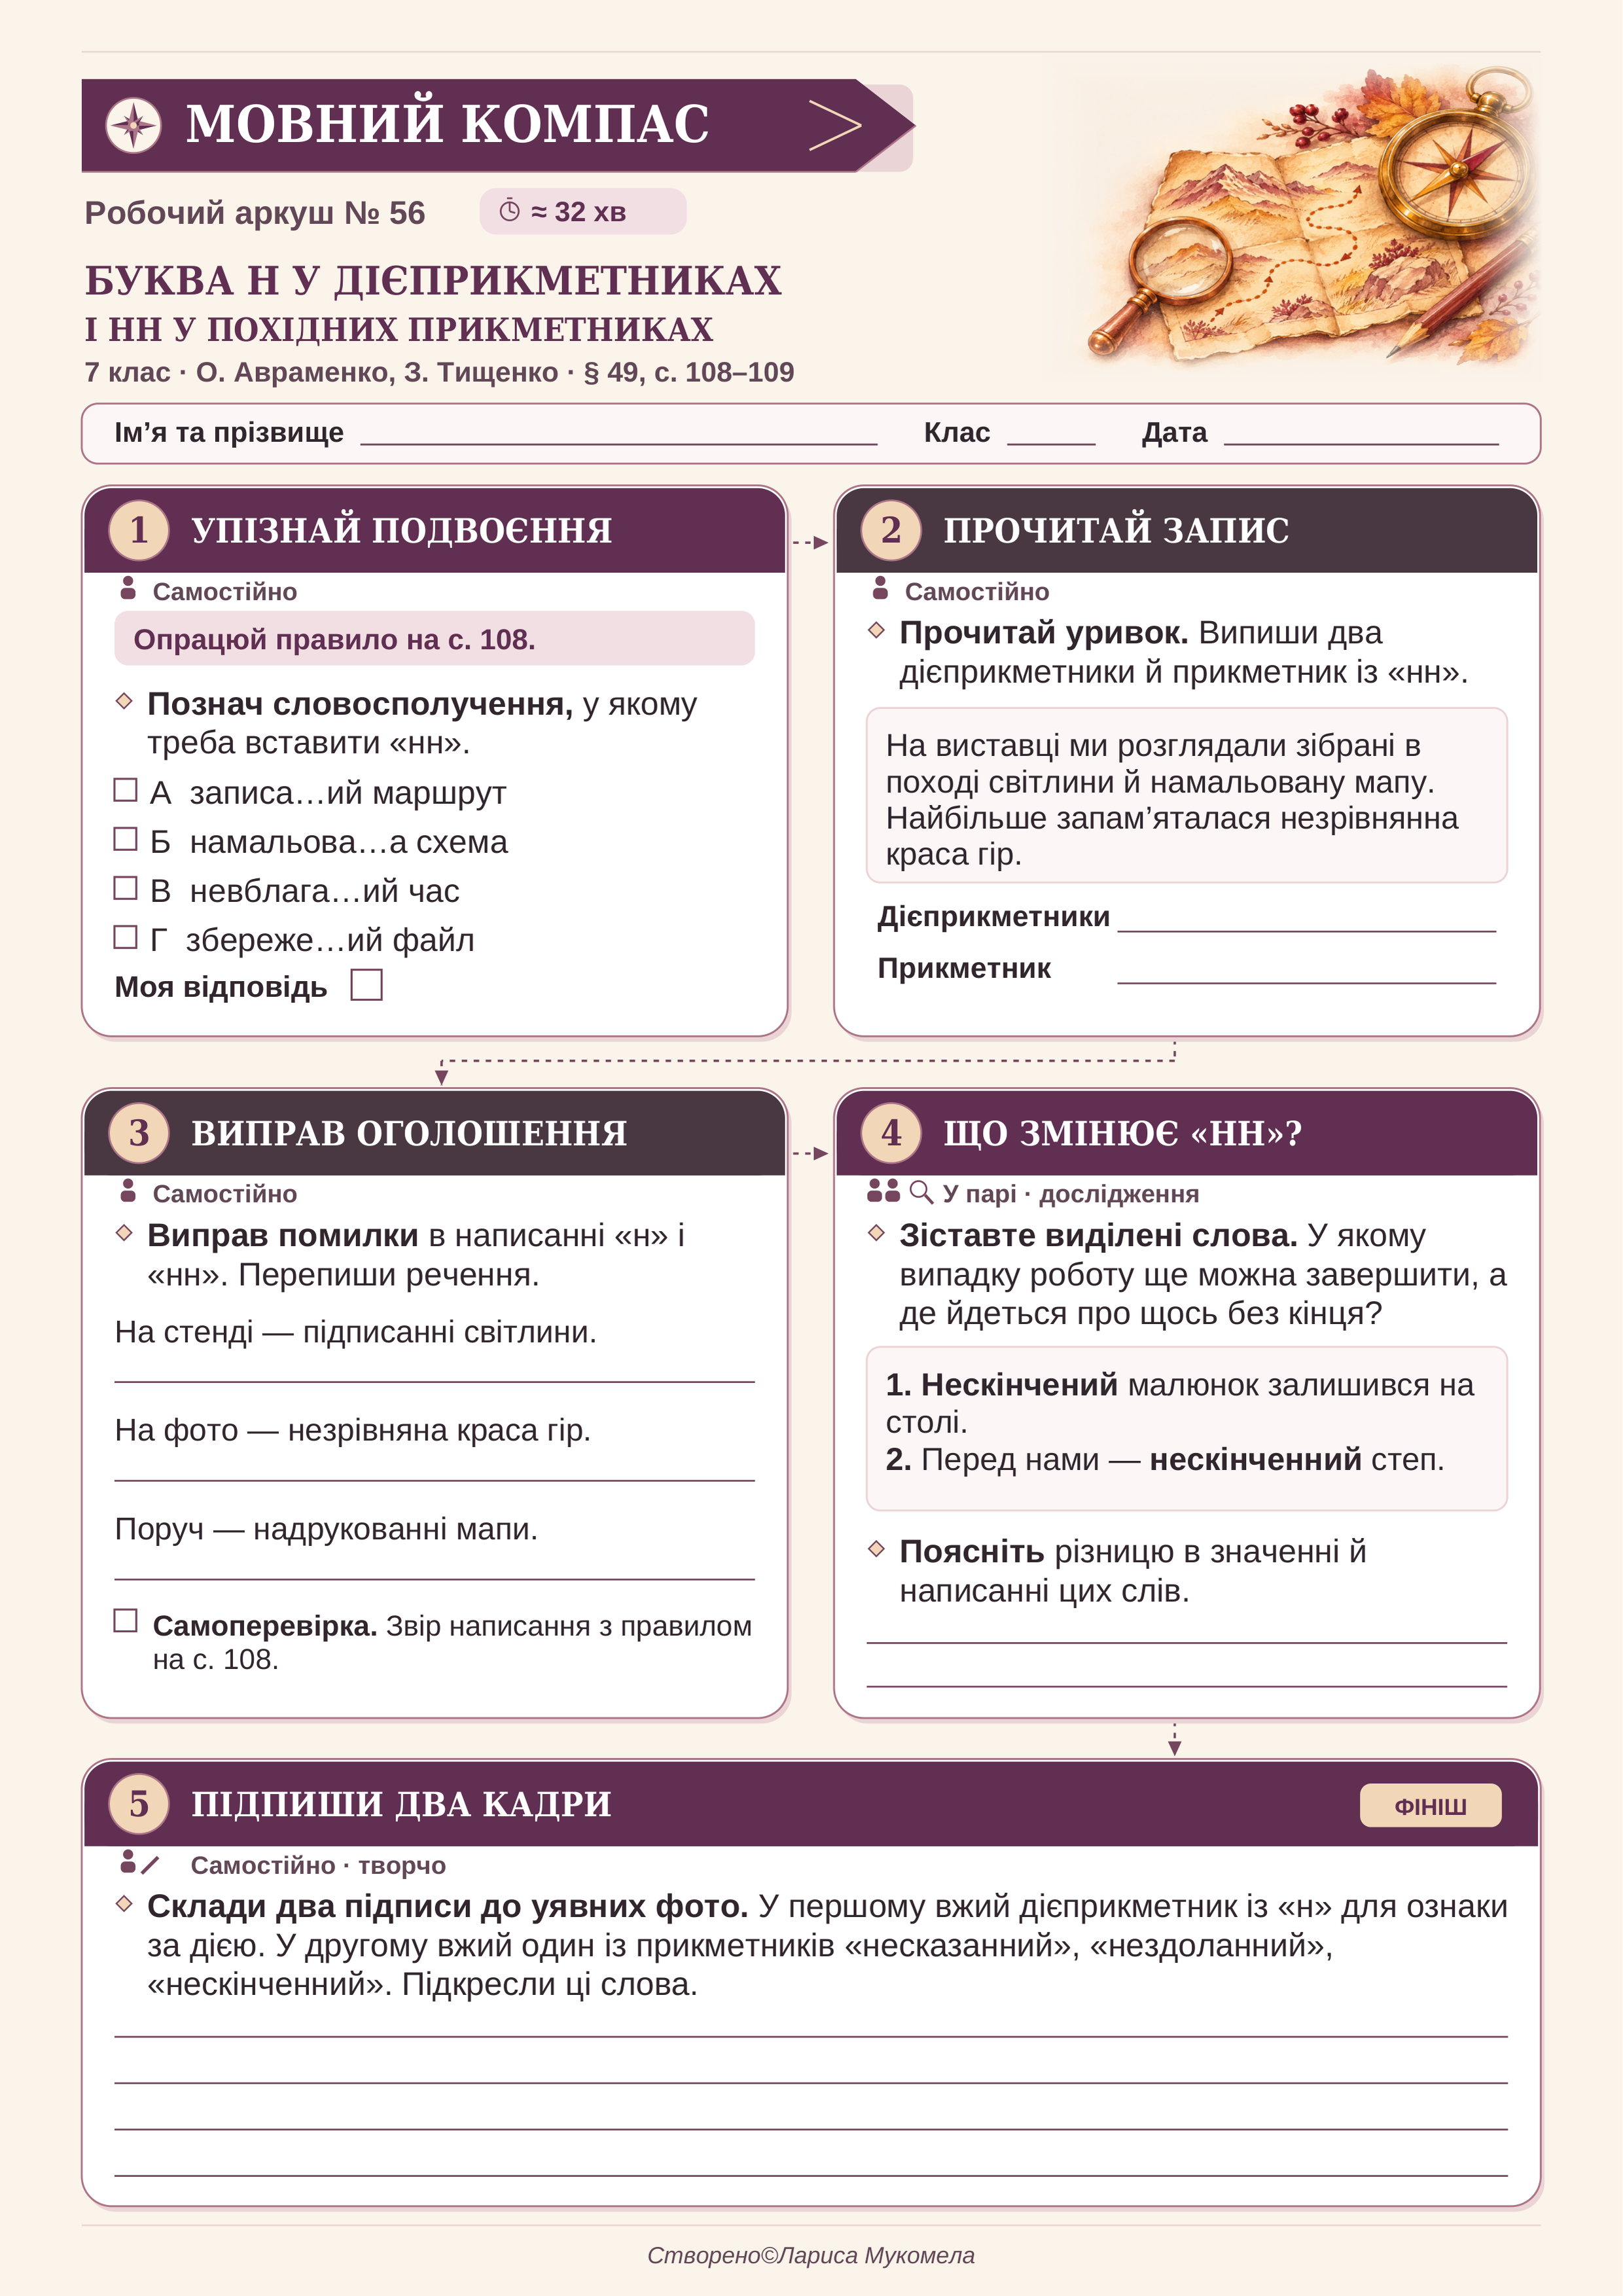 МОВНИЙ КОМПАС
Робочий аркуш № 56
≈ 32 хв
БУКВА Н У ДІЄПРИКМЕТНИКАХ
І НН У ПОХІДНИХ ПРИКМЕТНИКАХ
7 клас · О. Авраменко, З. Тищенко · § 49, с. 108–109
Ім’я та прізвище Клас Дата
1 УПІЗНАЙ ПОДВОЄННЯ
Самостійно
Опрацюй правило на с. 108.
Познач словосполучення, у якому
треба вставити «нн».
А записа…ий маршрут
Б намальова…а схема
В невблага…ий час
Г збереже…ий файл
Моя відповідь
2 ПРОЧИТАЙ ЗАПИС
Самостійно
Прочитай уривок. Випиши два
дієприкметники й прикметник із «нн».
На виставці ми розглядали зібрані в
поході світлини й намальовану мапу.
Найбільше запам’яталася незрівнянна
краса гір.
Дієприкметники
Прикметник
3 ВИПРАВ ОГОЛОШЕННЯ
Самостійно
Виправ помилки в написанні «н» і
«нн». Перепиши речення.
На стенді — підписанні світлини.
На фото — незрівняна краса гір.
Поруч — надрукованні мапи.
Самоперевірка. Звір написання з правилом
на с. 108.
4 ЩО ЗМІНЮЄ «НН»?
У парі · дослідження
Зіставте виділені слова. У якому
випадку роботу ще можна завершити, а
де йдеться про щось без кінця?
1. Нескінчений малюнок залишився на
столі.
2. Перед нами — нескінченний степ.
Поясніть різницю в значенні й
написанні цих слів.
5 ПІДПИШИ ДВА КАДРИ
ФІНІШ
Самостійно · творчо
Склади два підписи до уявних фото. У першому вжий дієприкметник із «н» для ознаки
за дією. У другому вжий один із прикметників «несказанний», «нездоланний»,
«нескінченний». Підкресли ці слова.
Створено©Лариса Мукомела